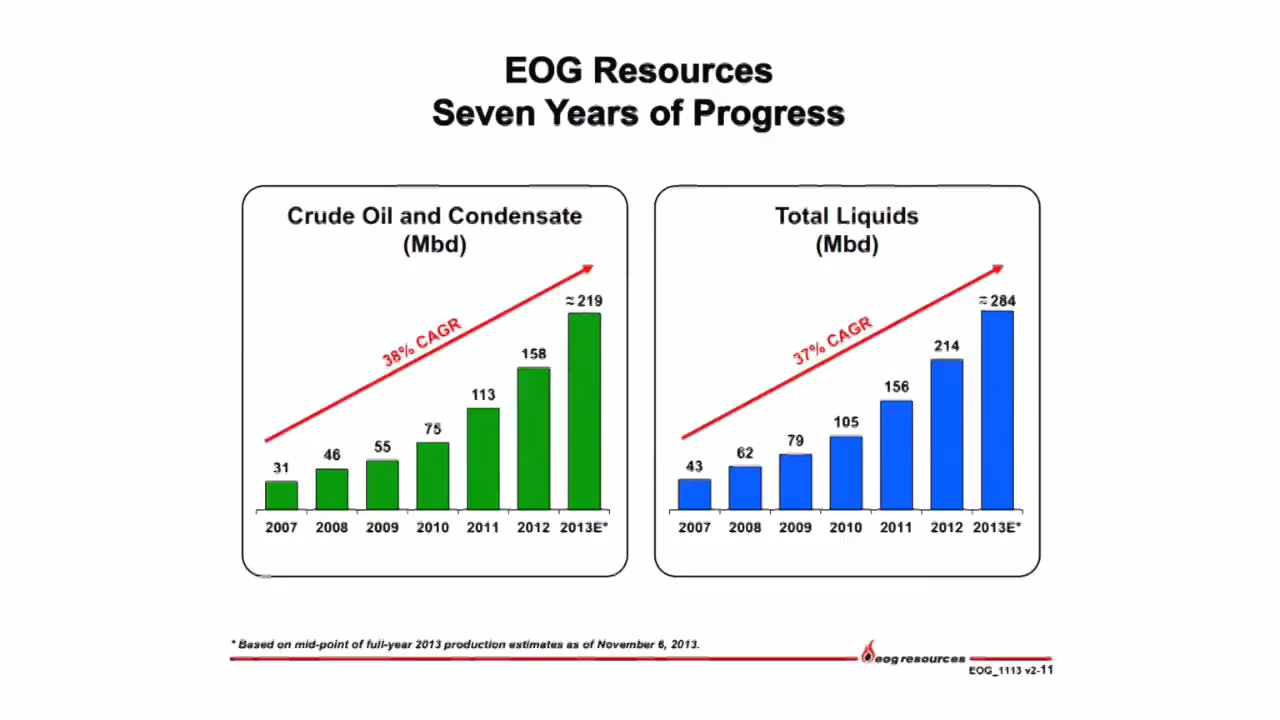 EOG Resources
Seven Years of Progress
Crude Oil and Condensate
(Mbd)
38% CAGR
31
46
55
75
113
158
≈ 219
2007 2008 2009 2010 2011 2012 2013E*
Total Liquids
(Mbd)
37% CAGR
43
62
79
105
156
214
≈ 284
2007 2008 2009 2010 2011 2012 2013E*
* Based on mid-point of full-year 2013 production estimates as of November 6, 2013.
eog resources
EOG_1113 v2-11